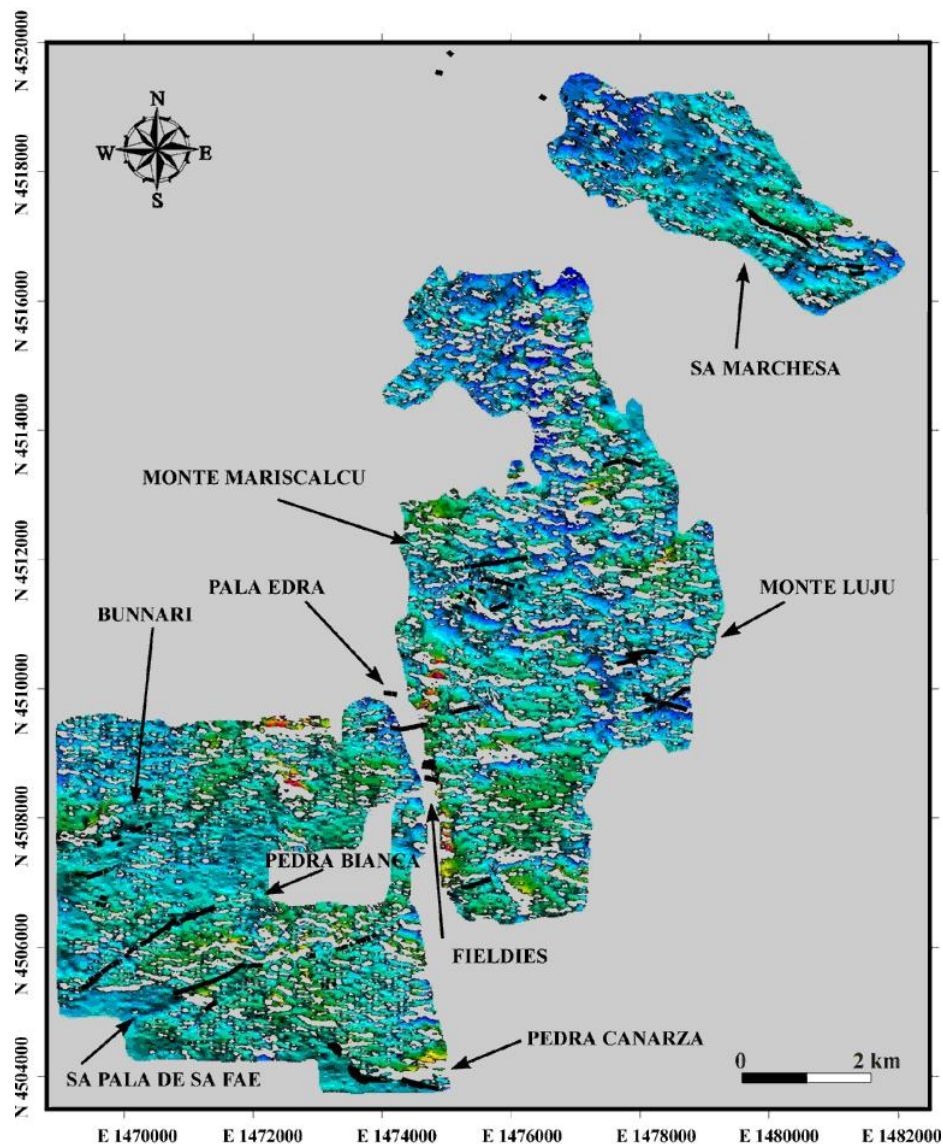 N 4520000
N
W E
S
N 4518000
SA MARCHESA
N 4516000
N 4514000
MONTE MARISCALCU
N 4512000
PALA EDRA
MONTE LUJU
BUNNARI
N 4510000
N 4508000
PEDRA BIANCA
N 4506000
FIELDIES
PEDRA CANARZA
SA PALA DE SA FAE
0 2 km
N 4504000
E 1470000 E 1472000 E 1474000 E 1476000 E 1478000 E 1480000 E 1482000